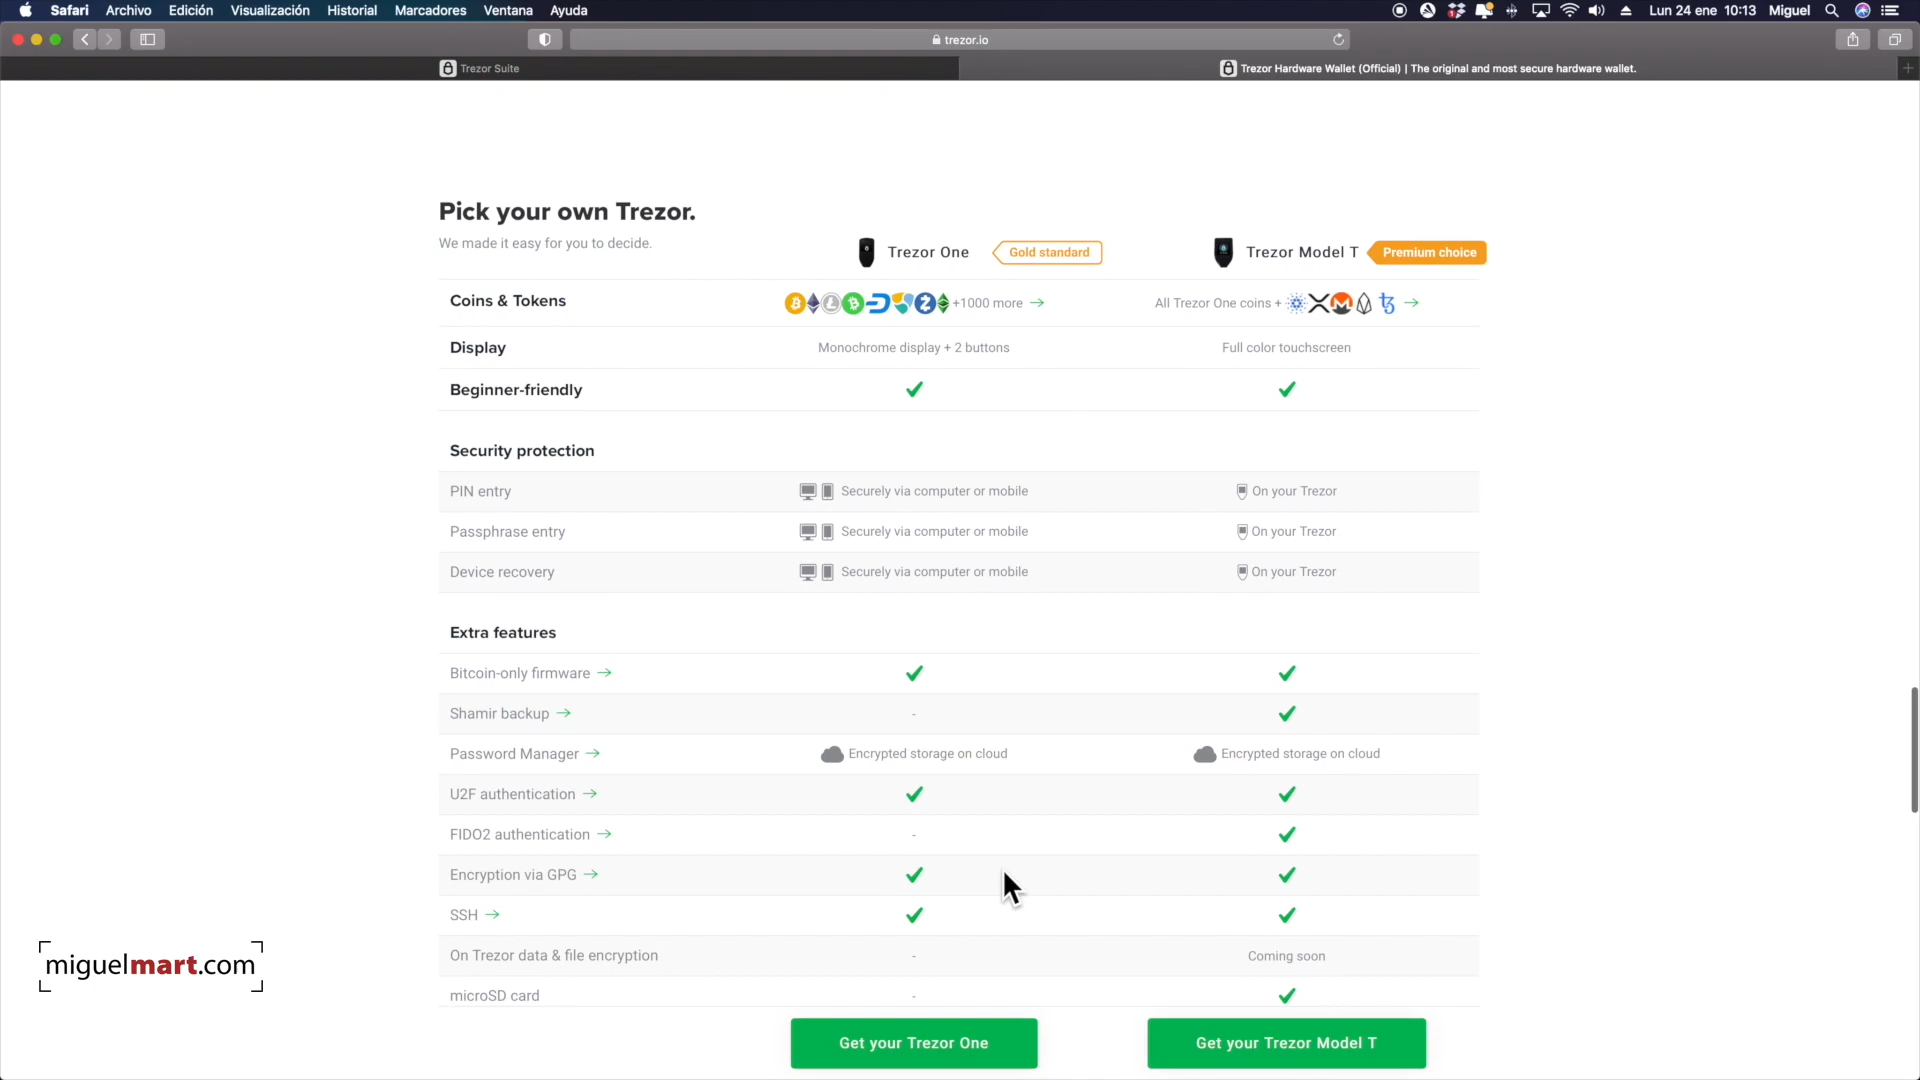 Safari Archivo Edición Visualización Historial Marcadores Ventana Ayuda Lun 24 ene 10:13 Miguel
trezor.io
Trezor Suite Trezor Hardware Wallet (Official) | The original and most secure hardware wallet.
Pick your own Trezor.
We made it easy for you to decide.
Trezor One Gold standard Trezor Model T Premium choice
Coins & Tokens +1000 more → All Trezor One coins + →
Display Monochrome display + 2 buttons Full color touchscreen
Beginner-friendly
Security protection
PIN entry Securely via computer or mobile On your Trezor
Passphrase entry Securely via computer or mobile On your Trezor
Device recovery Securely via computer or mobile On your Trezor
Extra features
Bitcoin-only firmware →
Shamir backup → -
Password Manager → Encrypted storage on cloud Encrypted storage on cloud
U2F authentication →
FIDO2 authentication → -
Encryption via GPG →
SSH →
On Trezor data & file encryption - Coming soon
microSD card -
Get your Trezor One Get your Trezor Model T
miguelmart.com